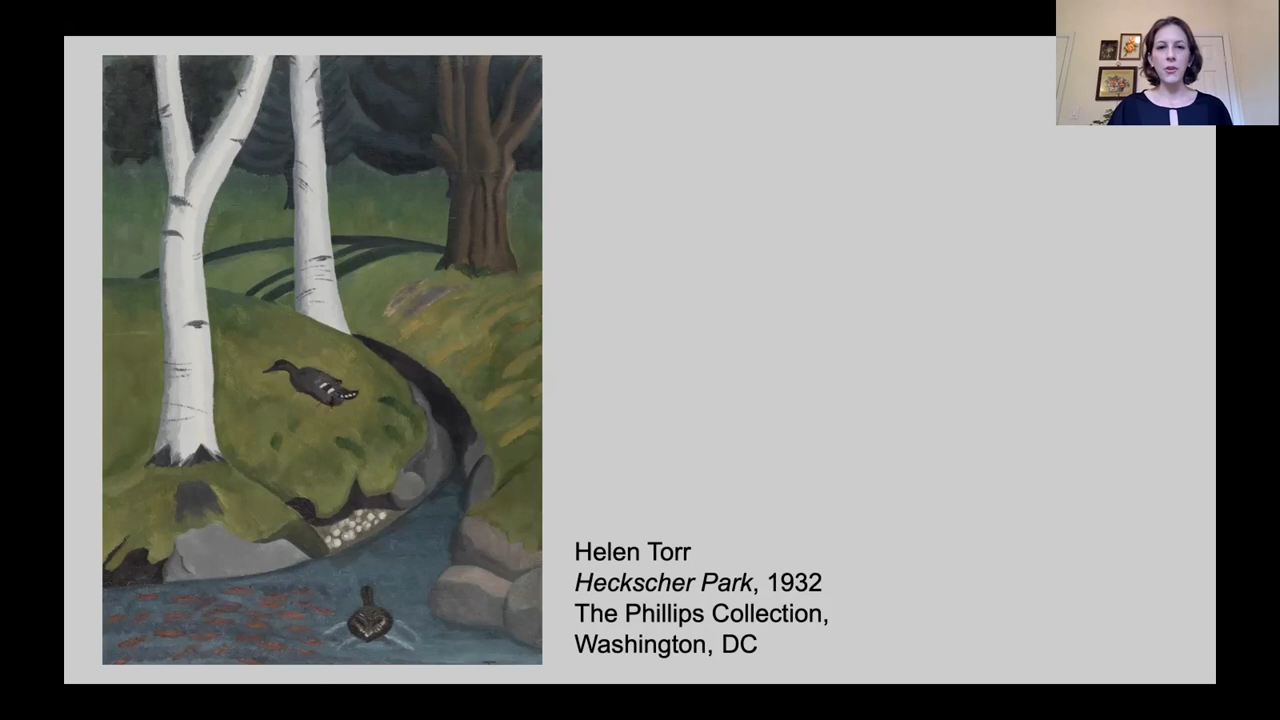 Helen Torr
Heckscher Park, 1932
The Phillips Collection,
Washington, DC